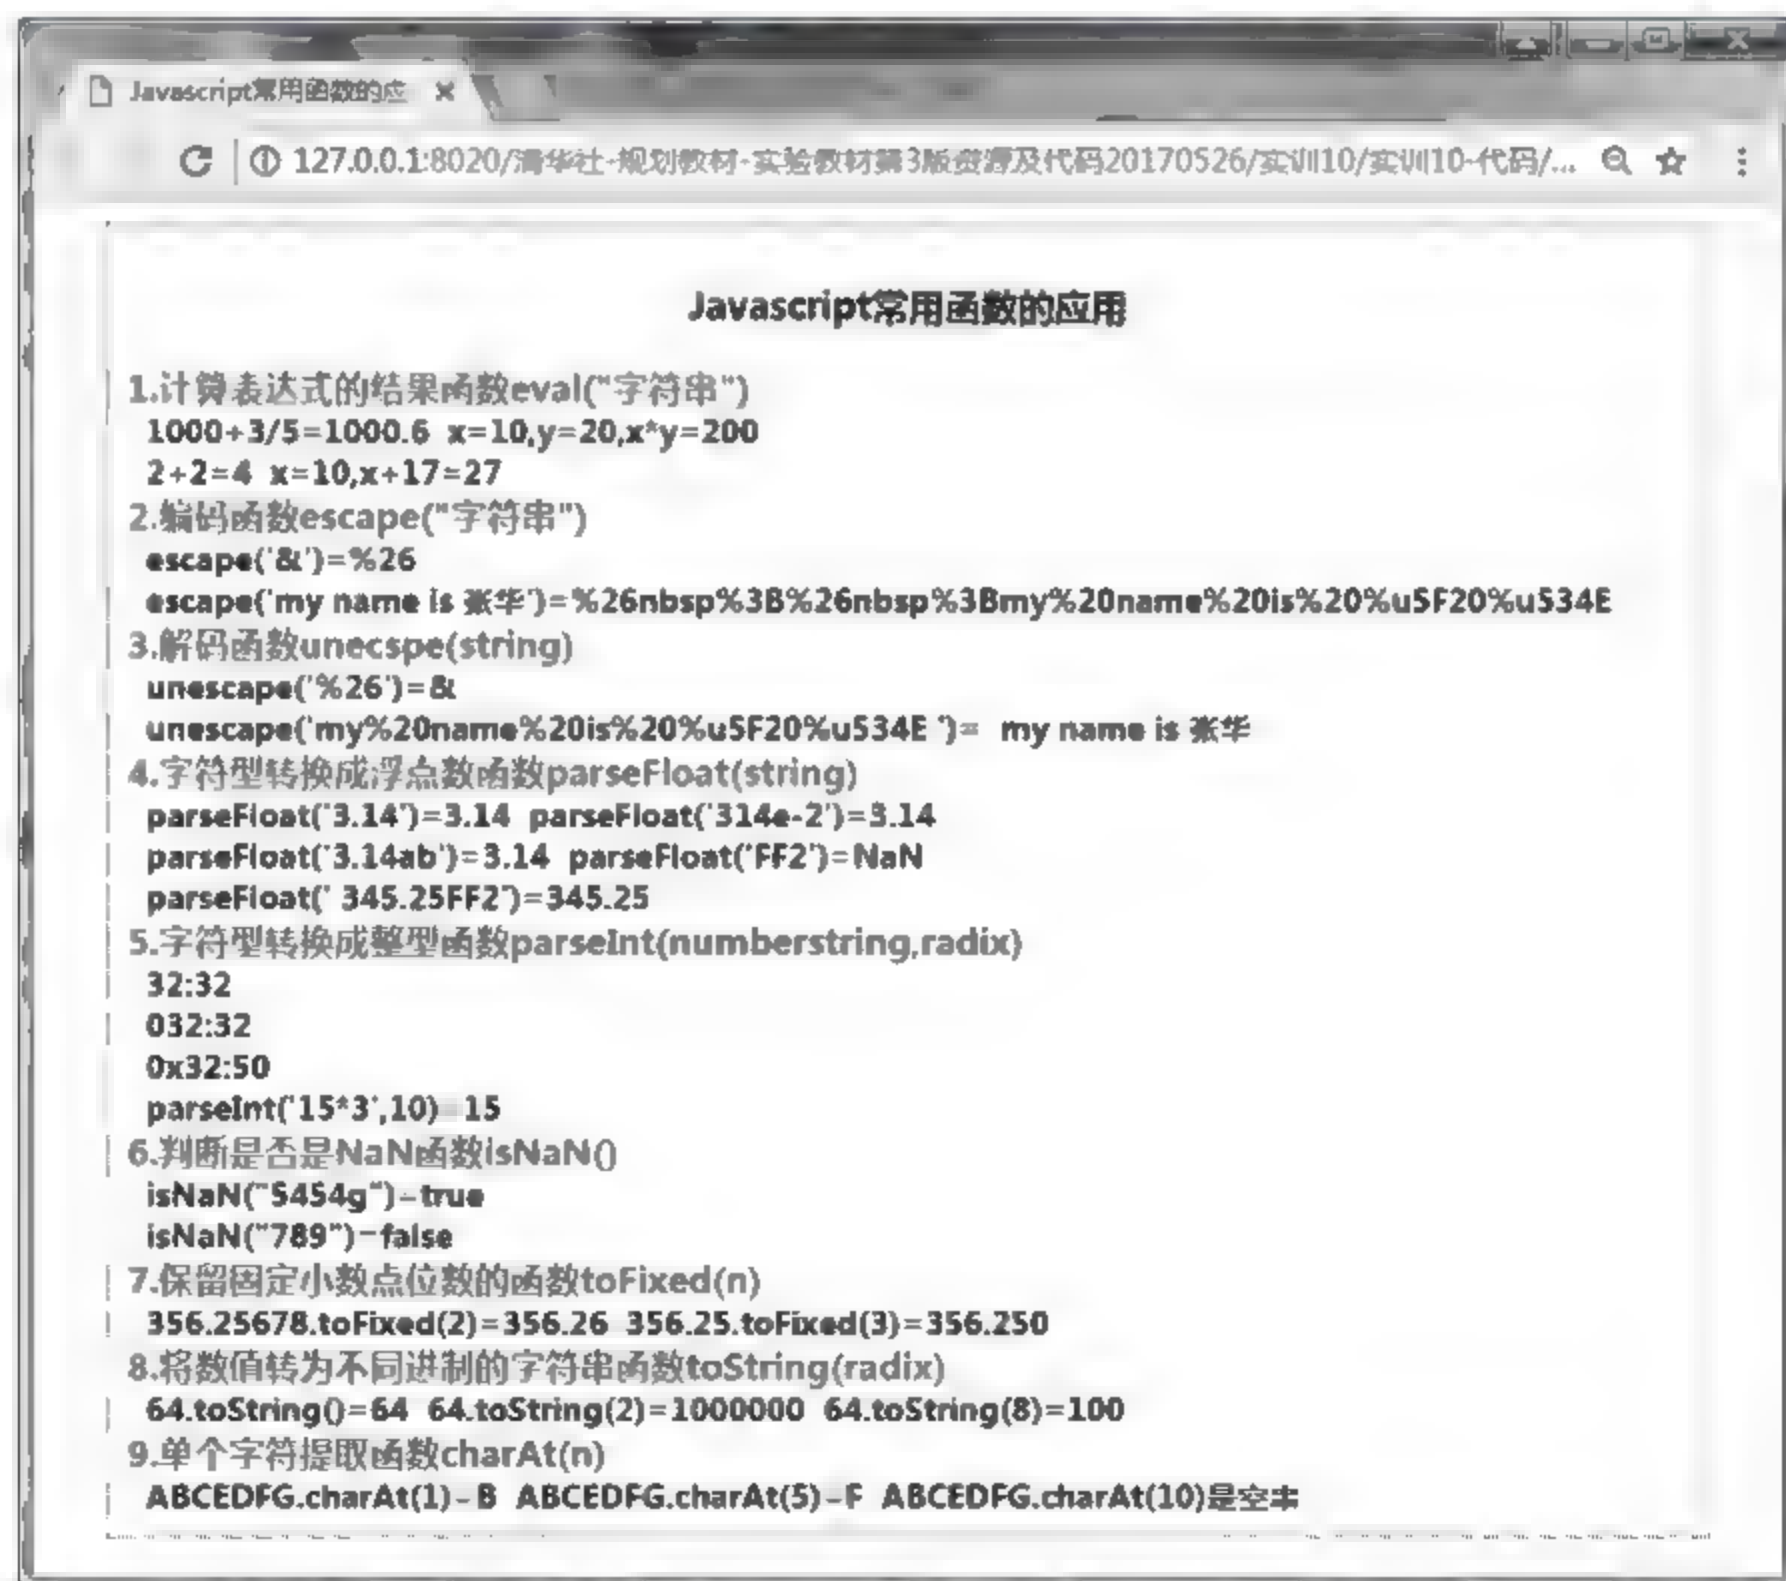 Javascript常用函数的应
127.0.0.1:8020/清华社-规划教材-实验教材第3版资源及代码20170526/实训10/实训10-代码/...
Javascript常用函数的应用
1.计算表达式的结果函数eval("字符串")
1000+3/5=1000.6 x=10,y=20,x*y=200
2+2=4 x=10,x+17=27
2.编码函数escape("字符串")
escape('&')=%26
escape('my name is 张华')=%26nbsp%3B%26nbsp%3Bmy%20name%20is%20%u5F20%u534E
3.解码函数unecspe(string)
unescape('%26')=&
unescape('my%20name%20is%20%u5F20%u534E ')= my name is 张华
4.字符型转换成浮点数函数parseFloat(string)
parseFloat('3.14')=3.14 parseFloat('314e-2')=3.14
parseFloat('3.14ab')=3.14 parseFloat('FF2')=NaN
parseFloat(' 345.25FF2')=345.25
5.字符型转换成整型函数parseInt(numberstring,radix)
32:32
032:32
0x32:50
parseInt('15*3',10)=15
6.判断是否是NaN函数isNaN()
isNaN("5454g")=true
isNaN("789")=false
7.保留固定小数点位数的函数toFixed(n)
356.25678.toFixed(2)=356.26 356.25.toFixed(3)=356.250
8.将数值转为不同进制的字符串函数toString(radix)
64.toString()=64 64.toString(2)=1000000 64.toString(8)=100
9.单个字符提取函数charAt(n)
ABCEDFG.charAt(1)=B ABCEDFG.charAt(5)=F ABCEDFG.charAt(10)是空串